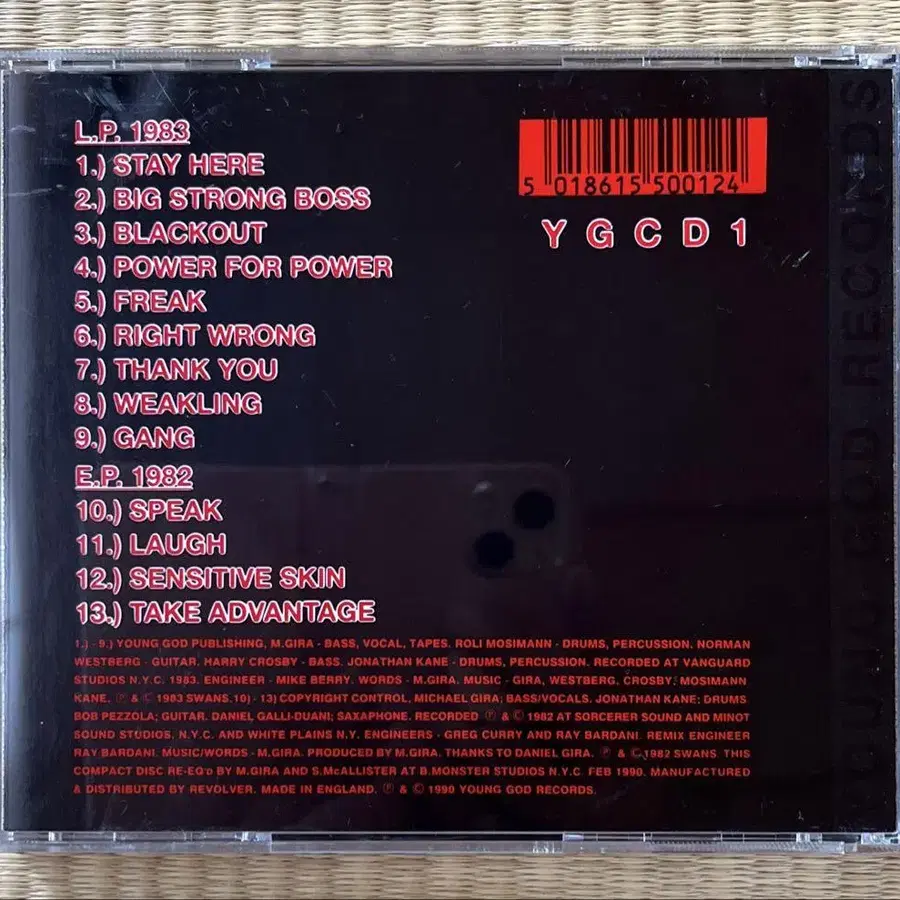 L.P. 1983
1.) STAY HERE
2.) BIG STRONG BOSS
3.) BLACKOUT
4.) POWER FOR POWER
5.) FREAK
6.) RIGHT WRONG
7.) THANK YOU
8.) WEAKLING
9.) GANG
E.P. 1982
10.) SPEAK
11.) LAUGH
12.) SENSITIVE SKIN
13.) TAKE ADVANTAGE
5 018615 500124
YGCD1
1.) - 9.) YOUNG GOD PUBLISHING, M.GIRA - BASS, VOCAL, TAPES. ROLI MOSIMANN - DRUMS, PERCUSSION. NORMAN
WESTBERG - GUITAR. HARRY CROSBY - BASS. JONATHAN KANE - DRUMS, PERCUSSION. RECORDED AT VANGUARD
STUDIOS N.Y.C. 1983. ENGINEER - MIKE BERRY. WORDS - M.GIRA. MUSIC - GIRA, WESTBERG, CROSBY, MOSIMANN
KANE. ℗ & © 1983 SWANS. 10) - 13) COPYRIGHT CONTROL, MICHAEL GIRA; BASS/VOCALS. JONATHAN KANE; DRUMS
BOB PEZZOLA; GUITAR. DANIEL GALLI-DUANI; SAXAPHONE. RECORDED ℗ & © 1982 AT SORCERER SOUND AND MINOT
SOUND STUDIOS, N.Y.C. AND WHITE PLAINS N.Y. ENGINEERS - GREG CURRY AND RAY BARDANI. REMIX ENGINEER
RAY BARDANI. MUSIC/WORDS - M.GIRA. PRODUCED BY M.GIRA. THANKS TO DANIEL GIRA. ℗ & © 1982 SWANS. THIS
COMPACT DISC RE-EQ'D BY M.GIRA AND S.McALLISTER AT B.MONSTER STUDIOS N.Y.C. FEB 1990. MANUFACTURED
& DISTRIBUTED BY REVOLVER. MADE IN ENGLAND. ℗ & © 1990 YOUNG GOD RECORDS.
YOUNG GOD RECORDS